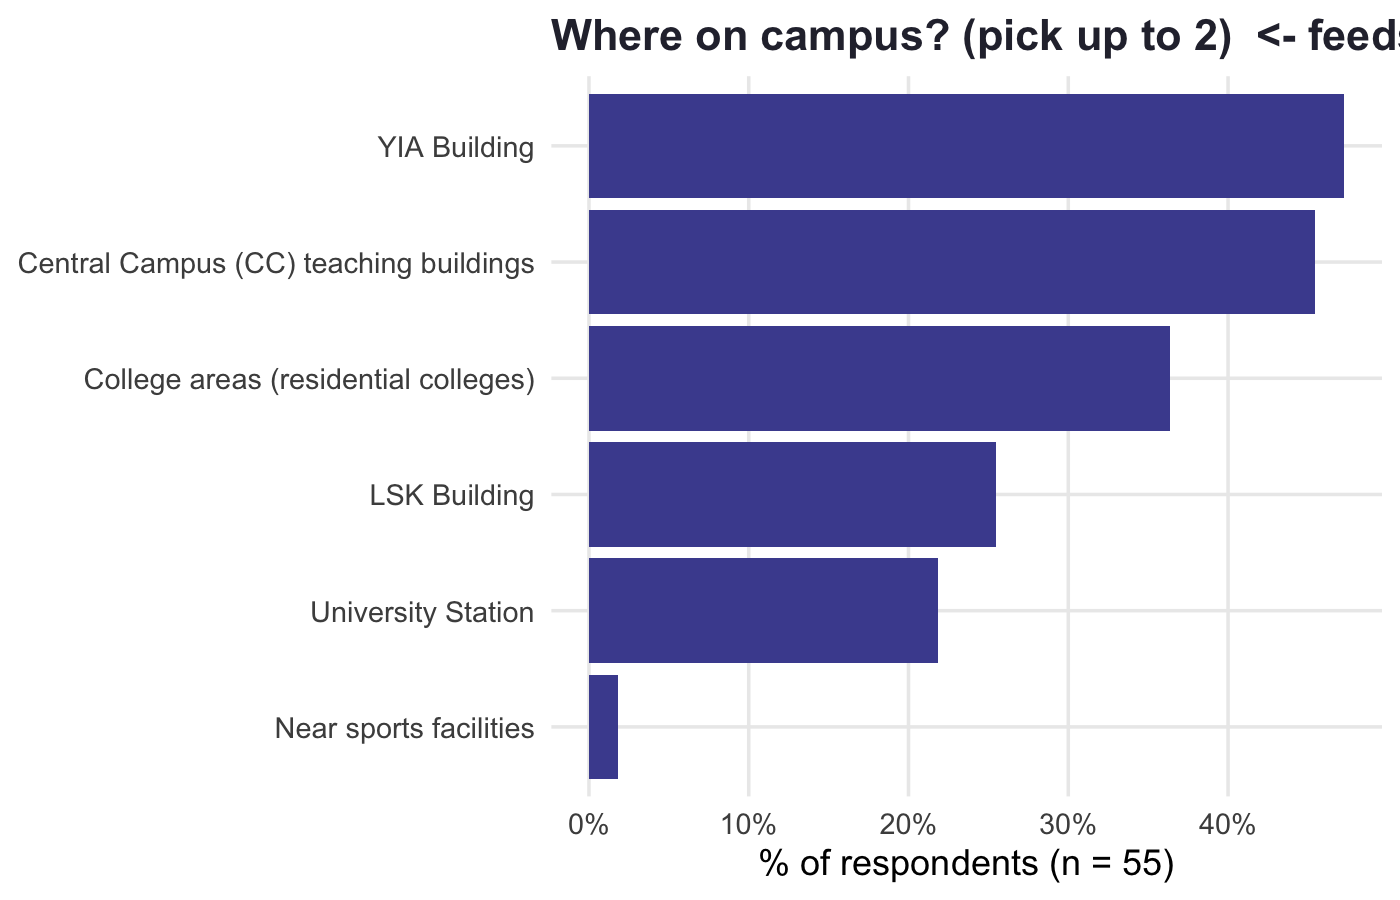 Where on campus? (pick up to 2)  <- feeds
YIA Building
Central Campus (CC) teaching buildings
College areas (residential colleges)
LSK Building
University Station
Near sports facilities
0% 10% 20% 30% 40%
% of respondents (n = 55)